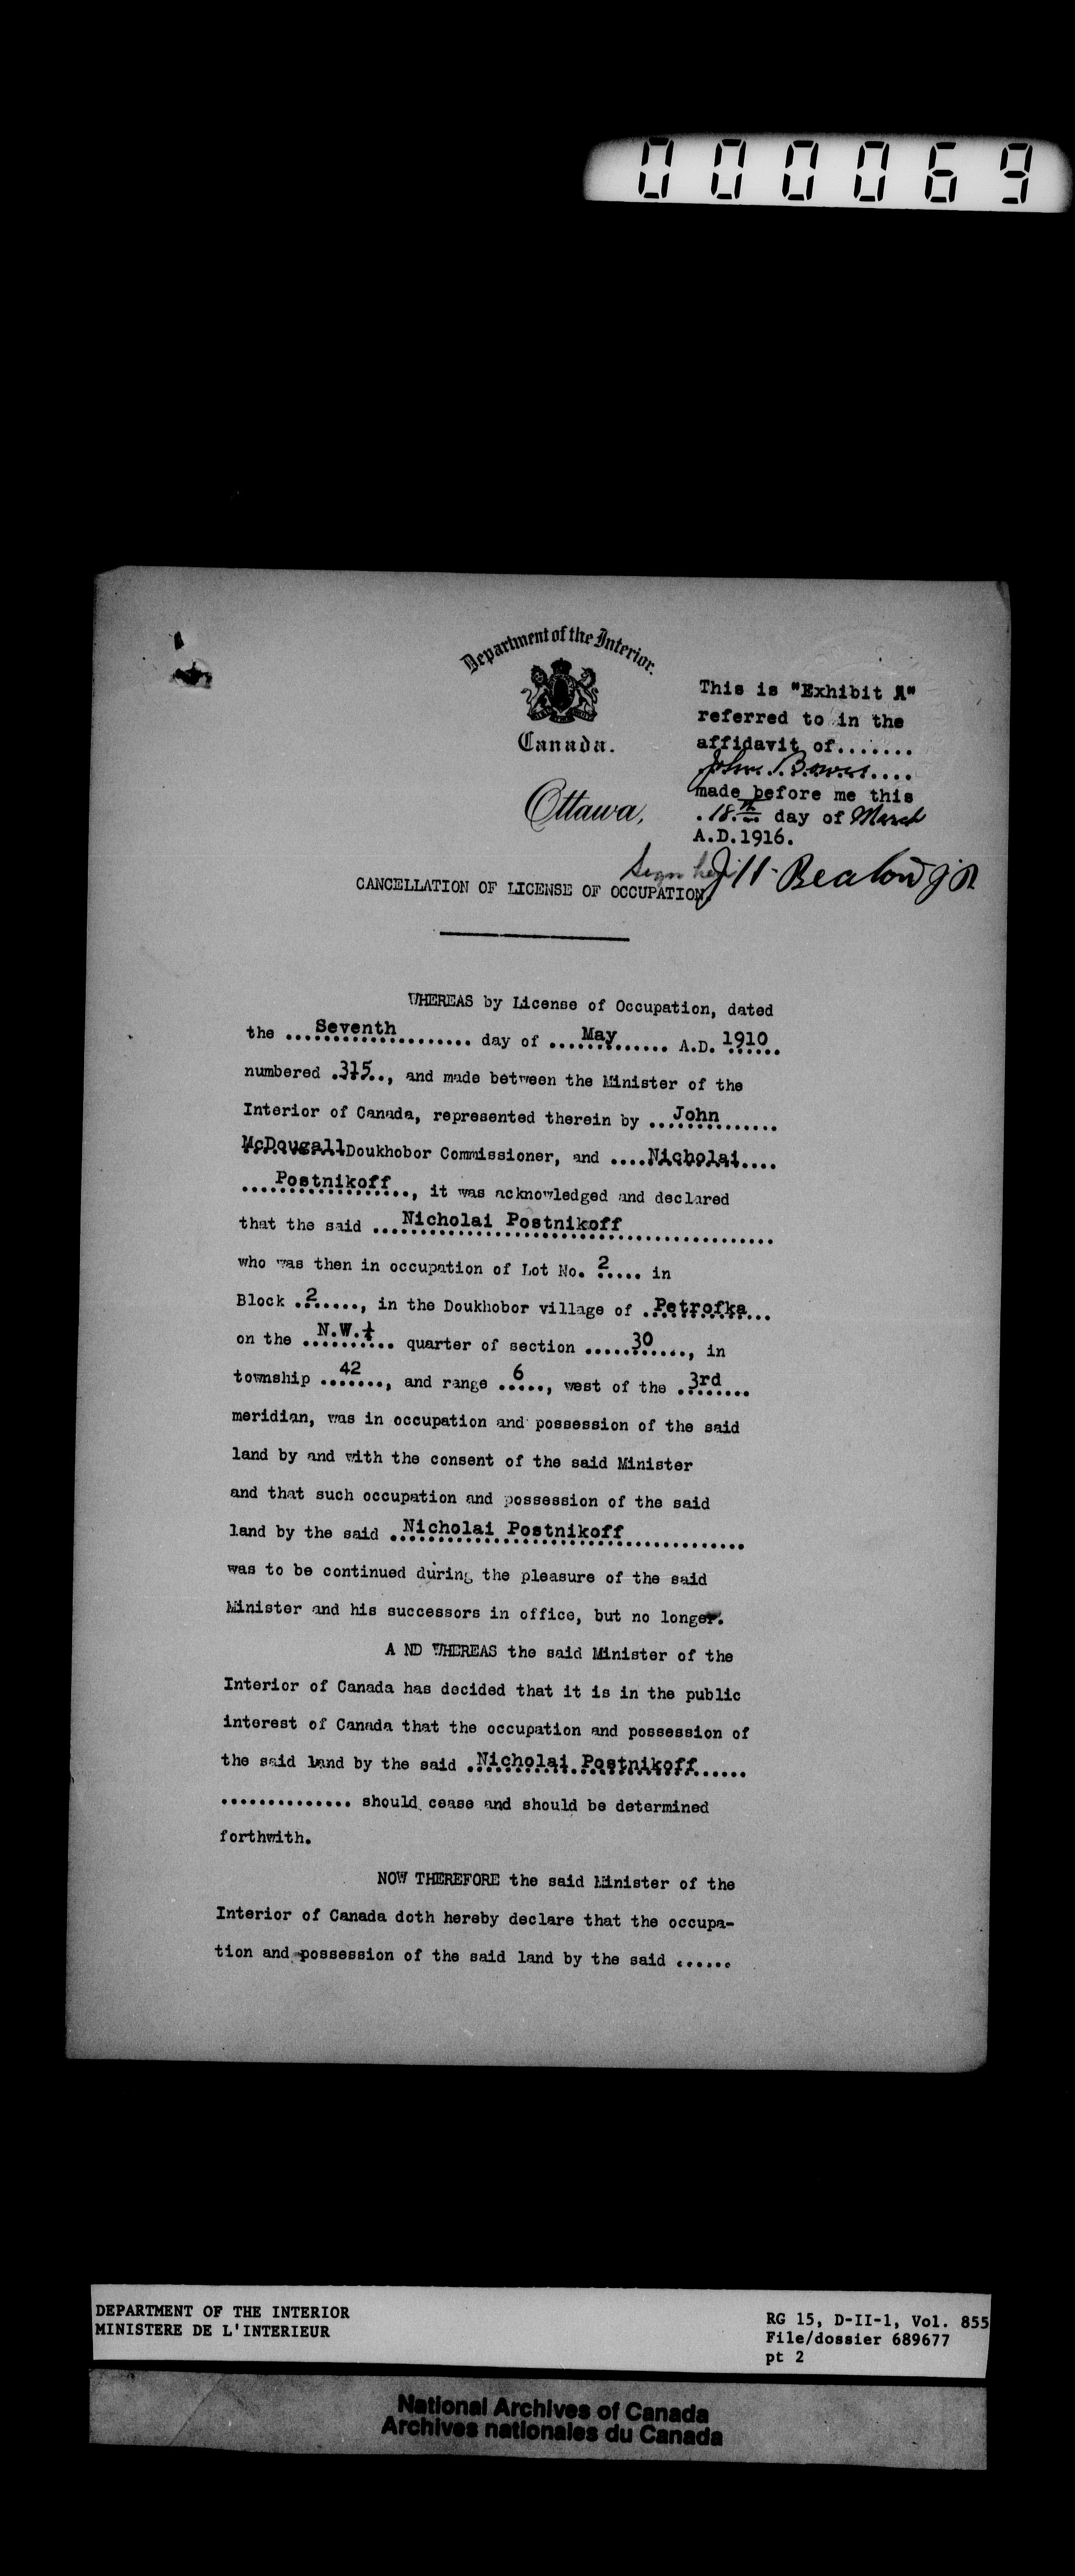 000069
Department of the Interior.
Canada.
Ottawa,
This is "Exhibit A"
referred to in the
affidavit of.......
John . Bowes....
made before me this
.18.th day of March
A.D.1916.
Sign here
CANCELLATION OF LICENSE OF OCCUPATION.
WHEREAS by License of Occupation, dated
the ...Seventh........ day of ...May...... A.D. 1910
numbered .315.., and made between the Minister of the
Interior of Canada, represented therein by ..John......
McDougall Doukhobor Commissioner, and ....Nicholai....
....Postnikoff.., it was acknowledged and declared
that the said ...Nicholai Postnikoff...............
who was then in occupation of Lot No. 2.... in
Block .2......, in the Doukhobor village of .Petrofka...
on the ..N.W.¼.. quarter of section .....30....., in
township ..42...., and range ..6..., west of the .3rd....
meridian, was in occupation and possession of the said
land by and with the consent of the said Minister
and that such occupation and possession of the said
land by the said .Nicholai Postnikoff.............
was to be continued during the pleasure of the said
Minister and his successors in office, but no longer.
A ND WHEREAS the said Minister of the
Interior of Canada has decided that it is in the public
interest of Canada that the occupation and possession of
the said land by the said .Nicholai Postnikoff......
.............. should cease and should be determined
forthwith.
NOW THEREFORE the said Minister of the
Interior of Canada doth hereby declare that the occupa-
tion and possession of the said land by the said ......
DEPARTMENT OF THE INTERIOR
MINISTERE DE L'INTERIEUR
RG 15, D-II-1, Vol. 855
File/dossier 689677
pt 2
National Archives of Canada
Archives nationales du Canada